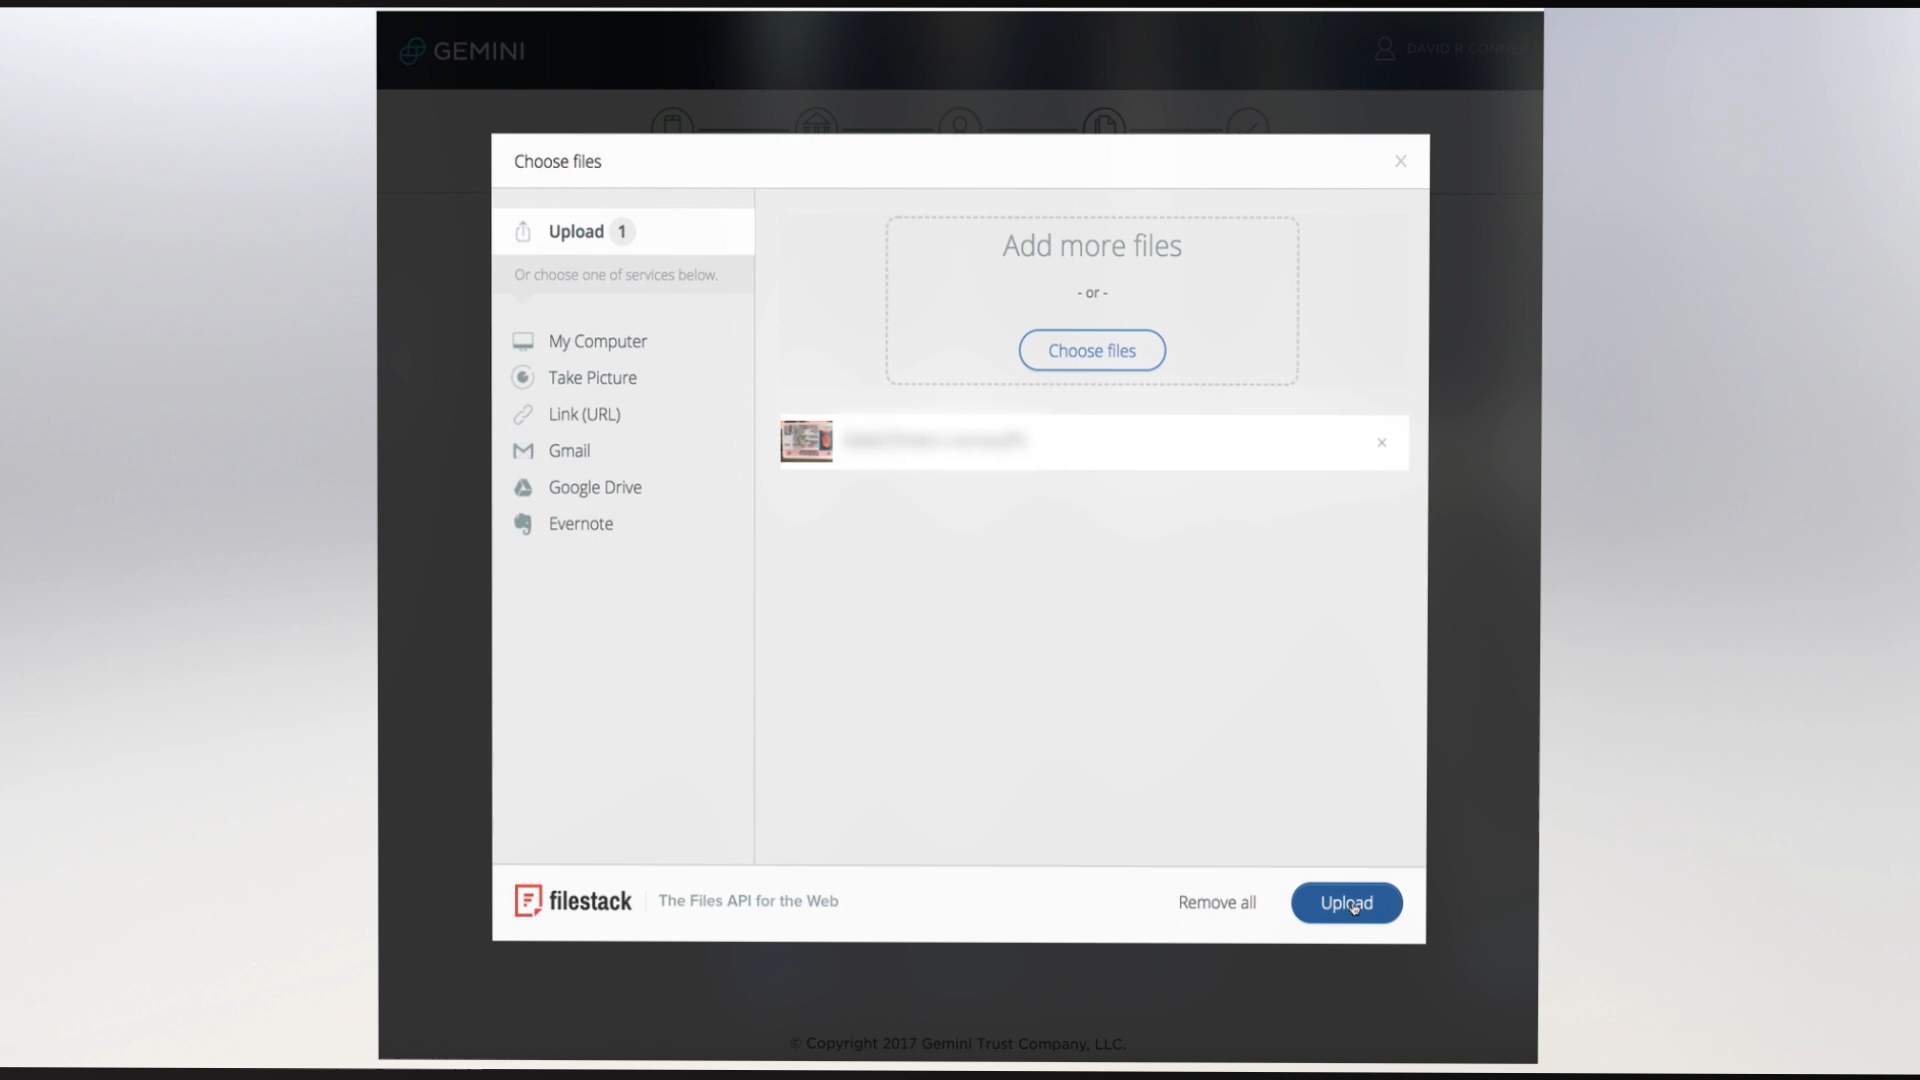 GEMINI
DAVID R CONNER
Choose files
Upload 1
Or choose one of services below.
My Computer
Take Picture
Link (URL)
Gmail
Google Drive
Evernote
Add more files
- or -
Choose files
filestack
The Files API for the Web
Remove all
Upload
© Copyright 2017 Gemini Trust Company, LLC.